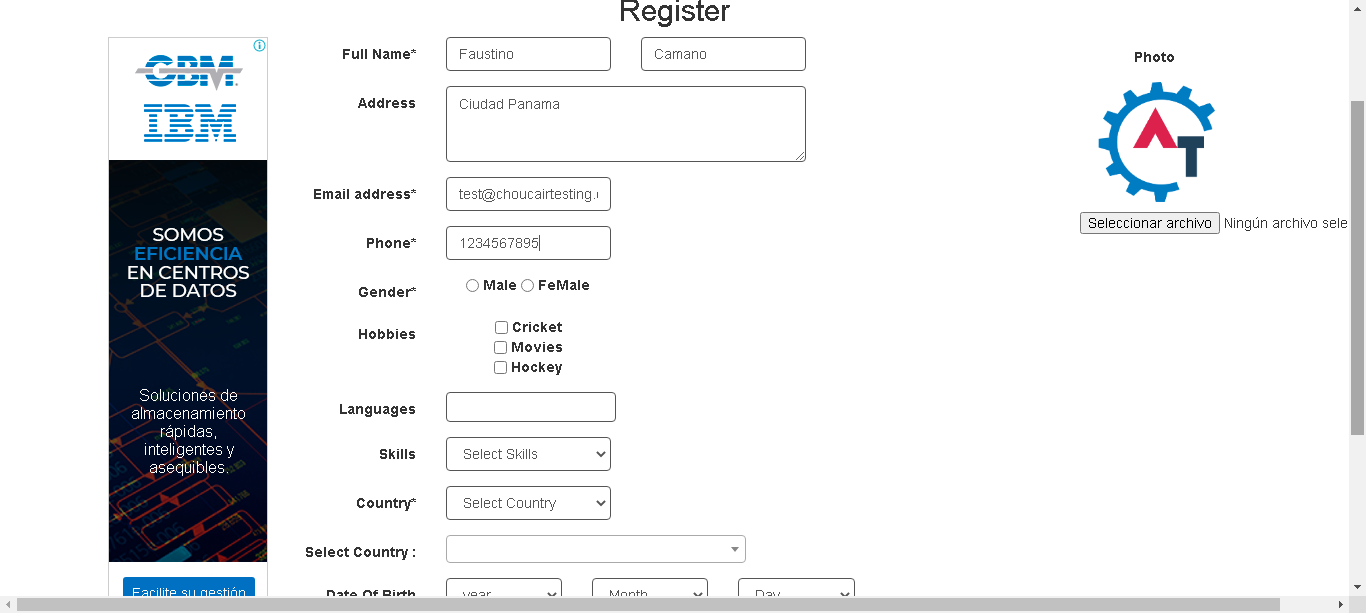 Register
GBM
IBM
SOMOS
EFICIENCIA
EN CENTROS
DE DATOS
Soluciones de
almacenamiento
rápidas,
inteligentes y
asequibles.
Facilite su gestión
Full Name* Faustino Camano
Address Ciudad Panama
Email address* test@choucairtesting.
Phone* 1234567895
Gender* Male FeMale
Hobbies Cricket
Movies
Hockey
Languages
Skills Select Skills
Country* Select Country
Select Country :
Date Of Birth year Month Day
Photo
AT
Seleccionar archivo Ningún archivo sele